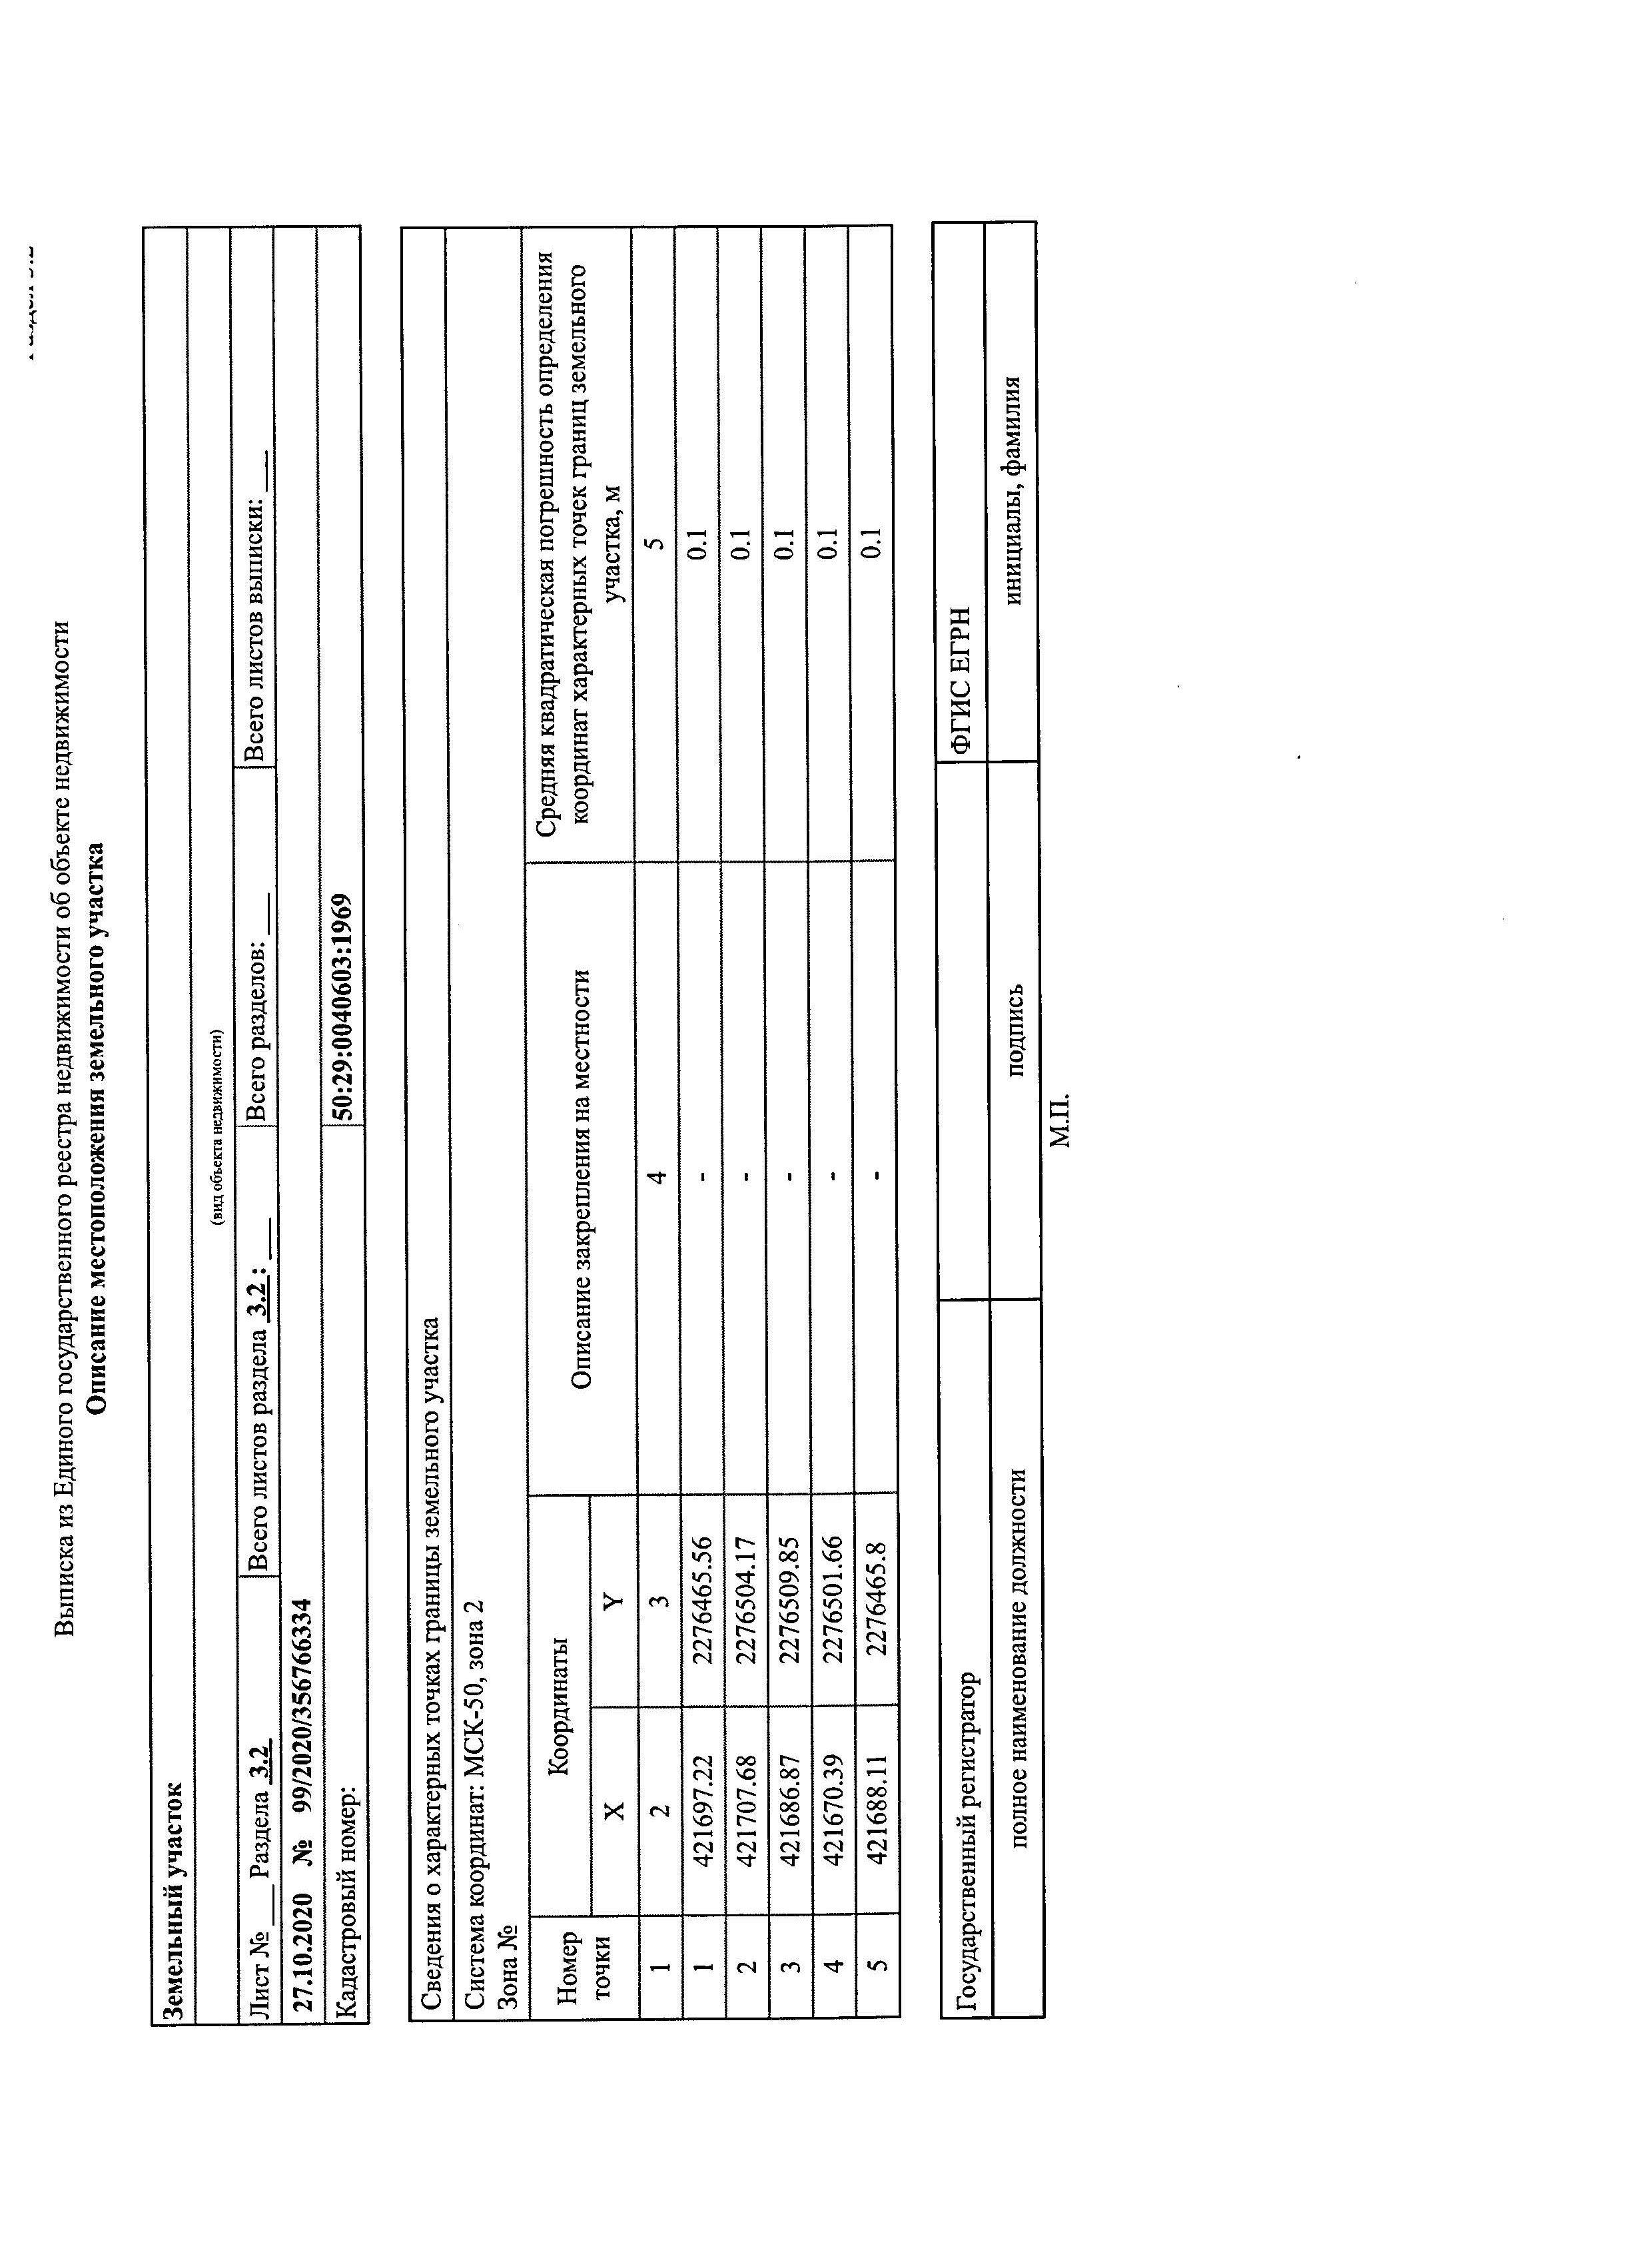 Выписка из Единого государственного реестра недвижимости об объекте недвижимости
Описание местоположения земельного участка
Земельный участок
(вид объекта недвижимости)
Лист № ___ Раздела 3.2 Всего листов раздела 3.2 : ___ Всего разделов: ___ Всего листов выписки: ___
27.10.2020 № 99/2020/356766334
Кадастровый номер: 50:29:0040603:1969
Сведения о характерных точках границы земельного участка
Система координат: МСК-50, зона 2
Зона №
Номер точки Координаты Описание закрепления на местности Средняя квадратическая погрешность определения
координат характерных точек границ земельного
участка, м
X Y
1 2 3 4 5
1 421697.22 2276465.56 - 0.1
2 421707.68 2276504.17 - 0.1
3 421686.87 2276509.85 - 0.1
4 421670.39 2276501.66 - 0.1
5 421688.11 2276465.8 - 0.1
Государственный регистратор ФГИС ЕГРН
полное наименование должности подпись инициалы, фамилия
М.П.